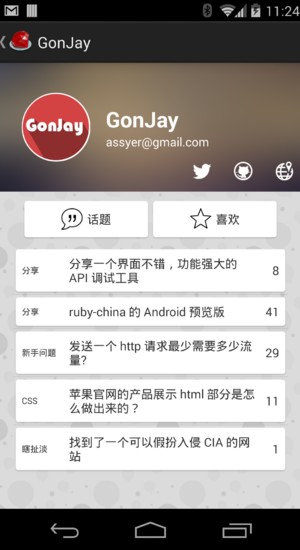 11:24
GonJay
GonJay
GonJay
assyer@gmail.com
话题
喜欢
分享
分享一个界面不错，功能强大的
API 调试工具
8
分享
ruby-china 的 Android 预览版
41
新手问题
发送一个 http 请求最少需要多少流
量?
29
CSS
苹果官网的产品展示 html 部分是怎
么做出来的？
11
瞎扯淡
找到了一个可以假扮入侵 CIA 的网
站
1